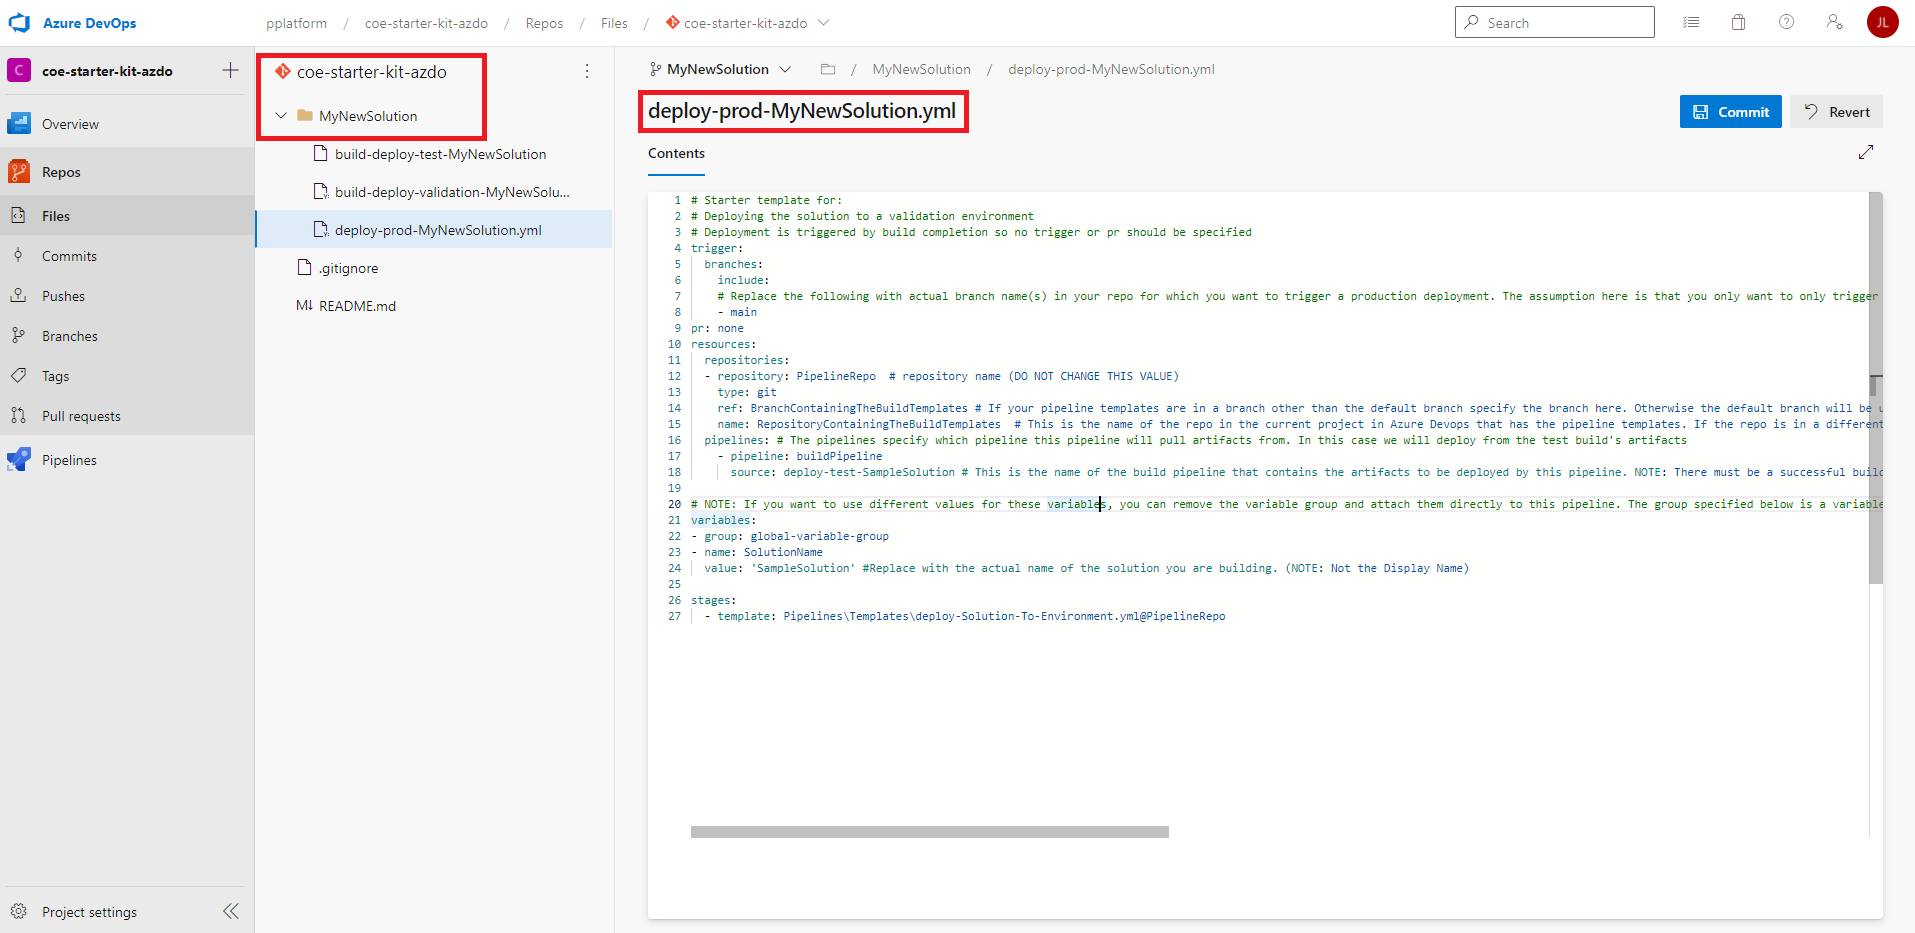 Azure DevOps
pplatform / coe-starter-kit-azdo / Repos / Files / coe-starter-kit-azdo
Search
JL
C
coe-starter-kit-azdo
Overview
Repos
Files
Commits
Pushes
Branches
Tags
Pull requests
Pipelines
Project settings
coe-starter-kit-azdo
MyNewSolution
build-deploy-test-MyNewSolution
build-deploy-validation-MyNewSolu...
deploy-prod-MyNewSolution.yml
.gitignore
M↓ README.md
MyNewSolution / MyNewSolution / deploy-prod-MyNewSolution.yml
deploy-prod-MyNewSolution.yml
Commit
Revert
Contents
1 # Starter template for:
2 # Deploying the solution to a validation environment
3 # Deployment is triggered by build completion so no trigger or pr should be specified
4 trigger:
5 branches:
6 include:
7 # Replace the following with actual branch name(s) in your repo for which you want to trigger a production deployment. The assumption here is that you only want to only trigger
8 - main
9 pr: none
10 resources:
11 repositories:
12 - repository: PipelineRepo # repository name (DO NOT CHANGE THIS VALUE)
13 type: git
14 ref: BranchContainingTheBuildTemplates # If your pipeline templates are in a branch other than the default branch specify the branch here. Otherwise the default branch will be u
15 name: RepositoryContainingTheBuildTemplates # This is the name of the repo in the current project in Azure Devops that has the pipeline templates. If the repo is in a different
16 pipelines: # The pipelines specify which pipeline this pipeline will pull artifacts from. In this case we will deploy from the test build's artifacts
17 - pipeline: buildPipeline
18 source: deploy-test-SampleSolution # This is the name of the build pipeline that contains the artifacts to be deployed by this pipeline. NOTE: There must be a successful build
19
20 # NOTE: If you want to use different values for these variables, you can remove the variable group and attach them directly to this pipeline. The group specified below is a variable
21 variables:
22 - group: global-variable-group
23 - name: SolutionName
24 value: 'SampleSolution' #Replace with the actual name of the solution you are building. (NOTE: Not the Display Name)
25
26 stages:
27 - template: Pipelines\Templates\deploy-Solution-To-Environment.yml@PipelineRepo